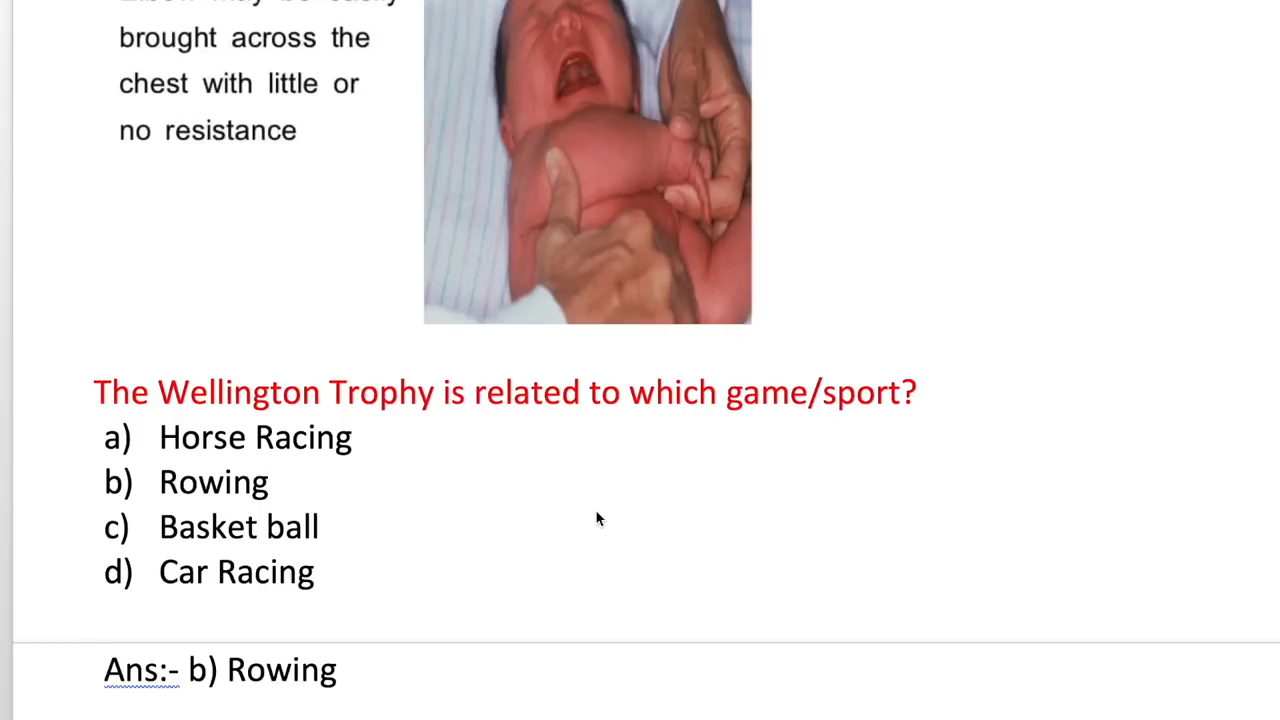 brought across the
chest with little or
no resistance
The Wellington Trophy is related to which game/sport?
a) Horse Racing
b) Rowing
c) Basket ball
d) Car Racing
Ans:- b) Rowing